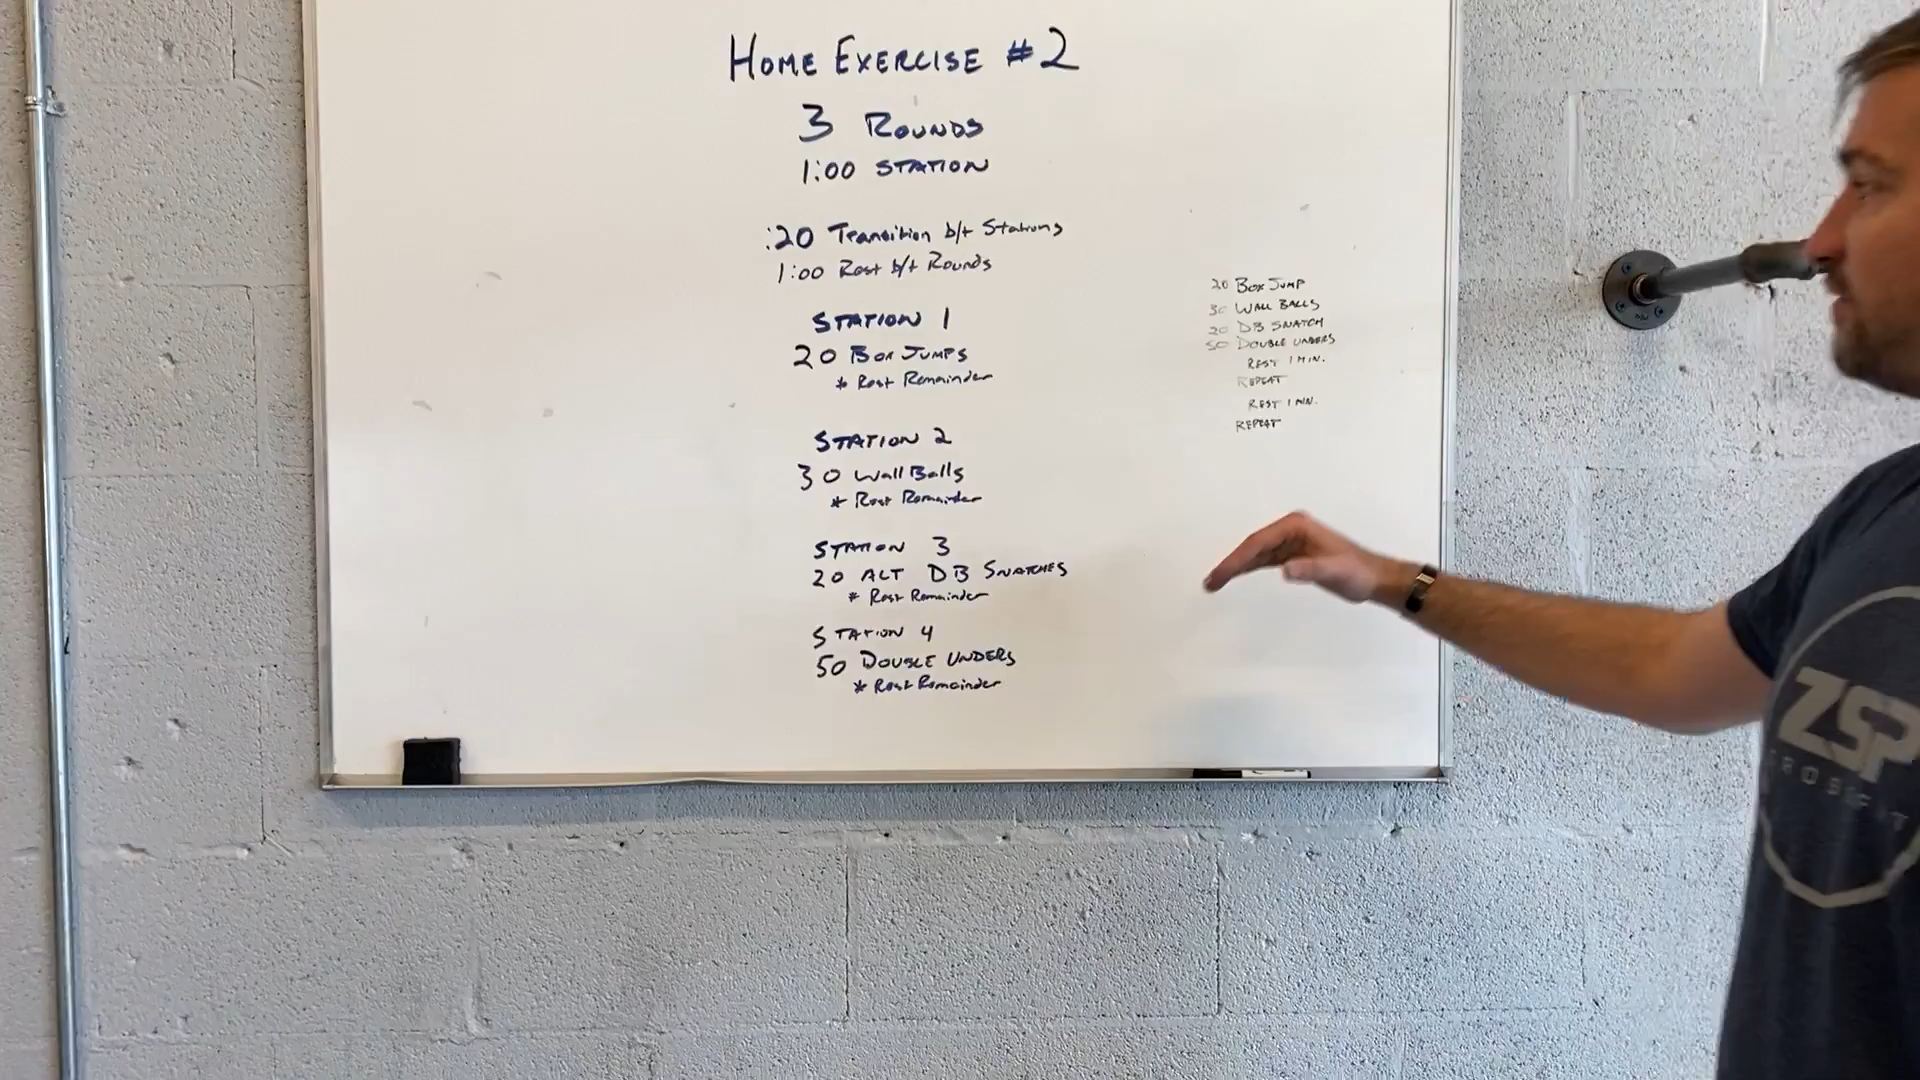 HOME EXERCISE #2
3 ROUNDS
1:00 STATION
:20 Transition b/t Stations
1:00 Rest b/t Rounds
STATION 1
20 BOX JUMPS
* Rest Remainder
STATION 2
30 Wall Balls
* Rest Remainder
STATION 3
20 ALT DB SNATCHES
* Rest Remainder
STATION 4
50 DOUBLE UNDERS
* Rest Remainder
20 BOX JUMP
30 WALL BALLS
20 DB SNATCH
50 DOUBLE UNDERS
REST 1 MIN.
REPEAT
REST 1 MIN.
REPEAT
ZSP
CROSSFIT